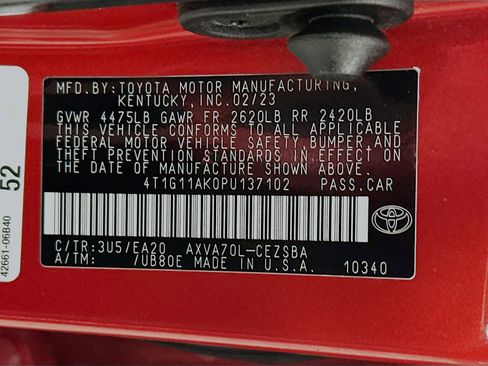 MFD.BY:TOYOTA MOTOR MANUFACTURING,
KENTUCKY,INC.02/23
GVWR 4475LB GAWR FR 2620LB RR 2420LB
THIS VEHICLE CONFORMS TO ALL APPLICABLE
FEDERAL MOTOR VEHICLE SAFETY,BUMPER,AND
THEFT PREVENTION STANDARDS IN EFFECT ON
THE DATE OF MANUFACTURE SHOWN ABOVE.
4T1G11AK0PU137102 PASS.CAR
C/TR:3U5/EA20 AXVA70L-CEZSBA
A/TM: /UB80E MADE IN U.S.A. 10340
52
42661-06B40